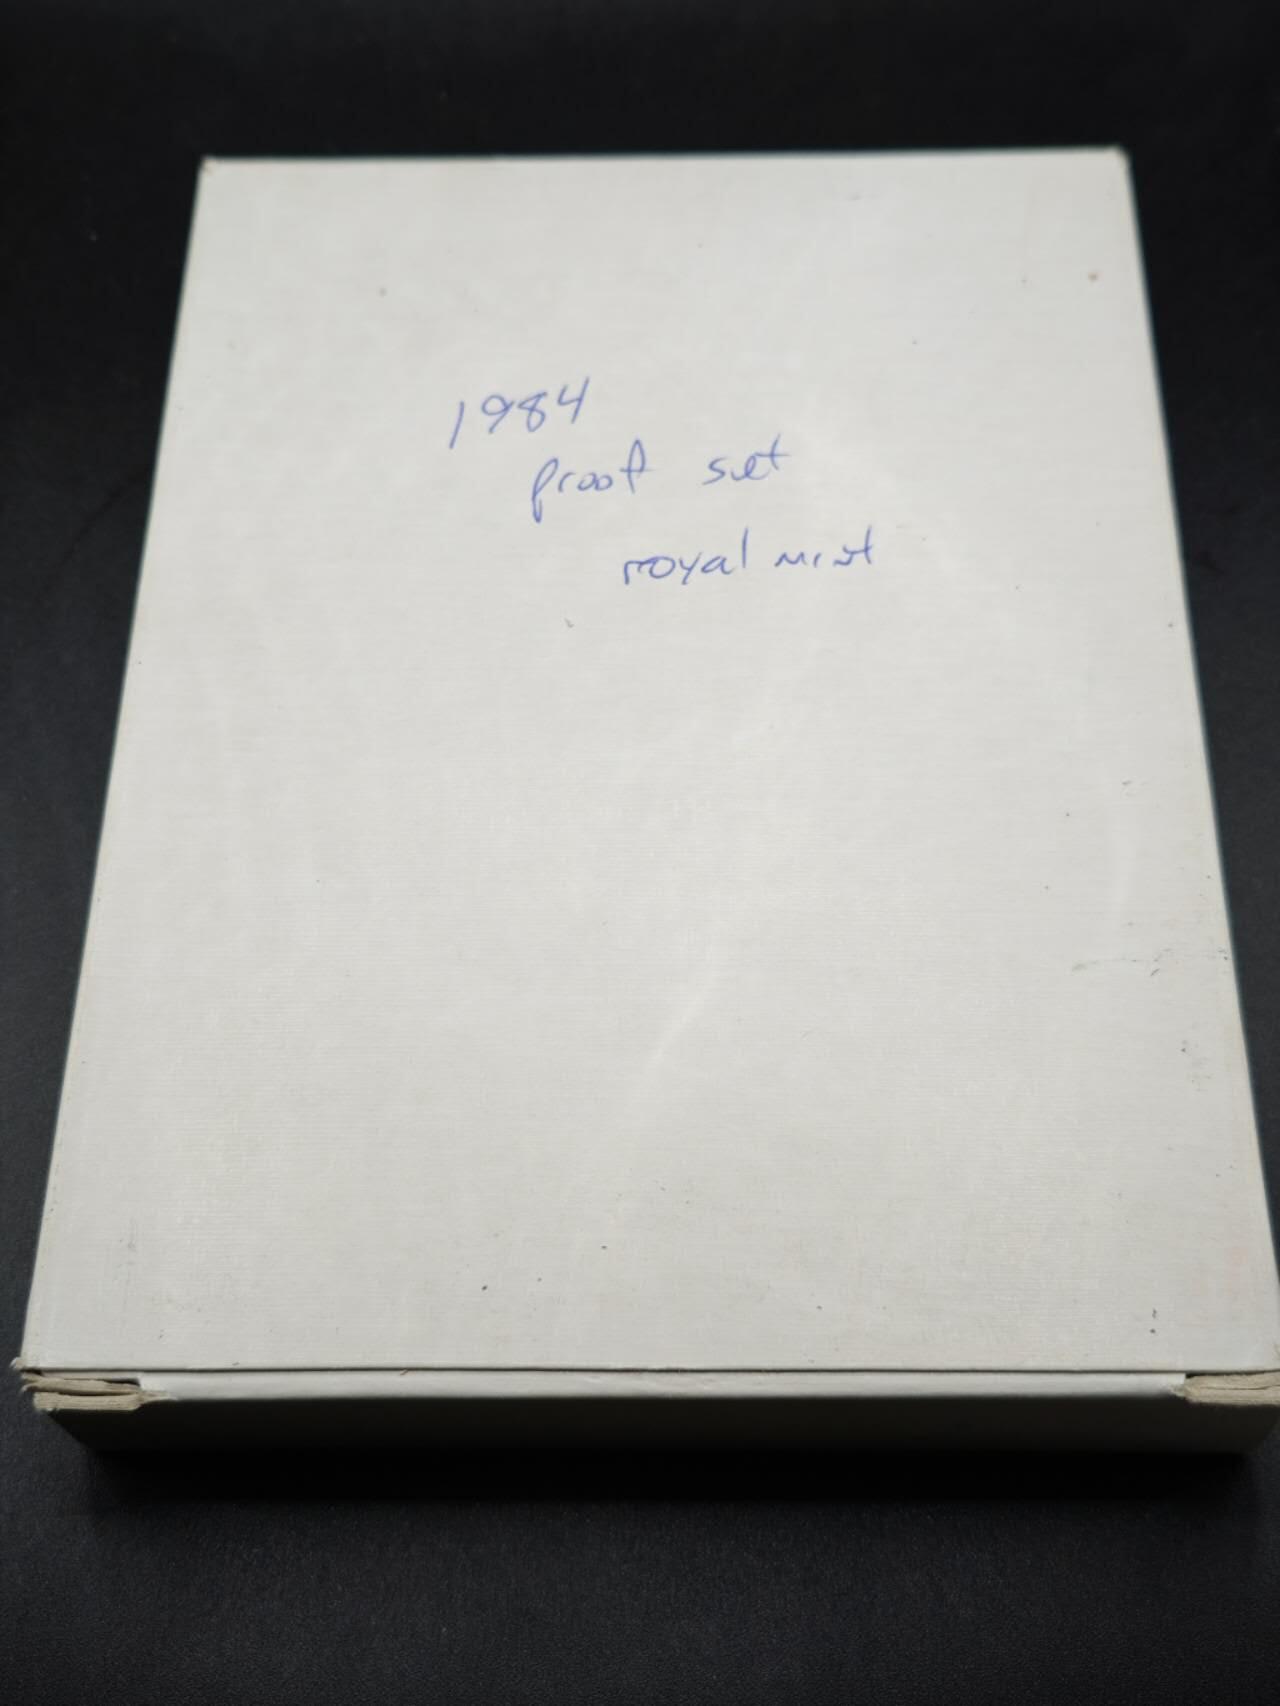 1984
proof set
royal mint